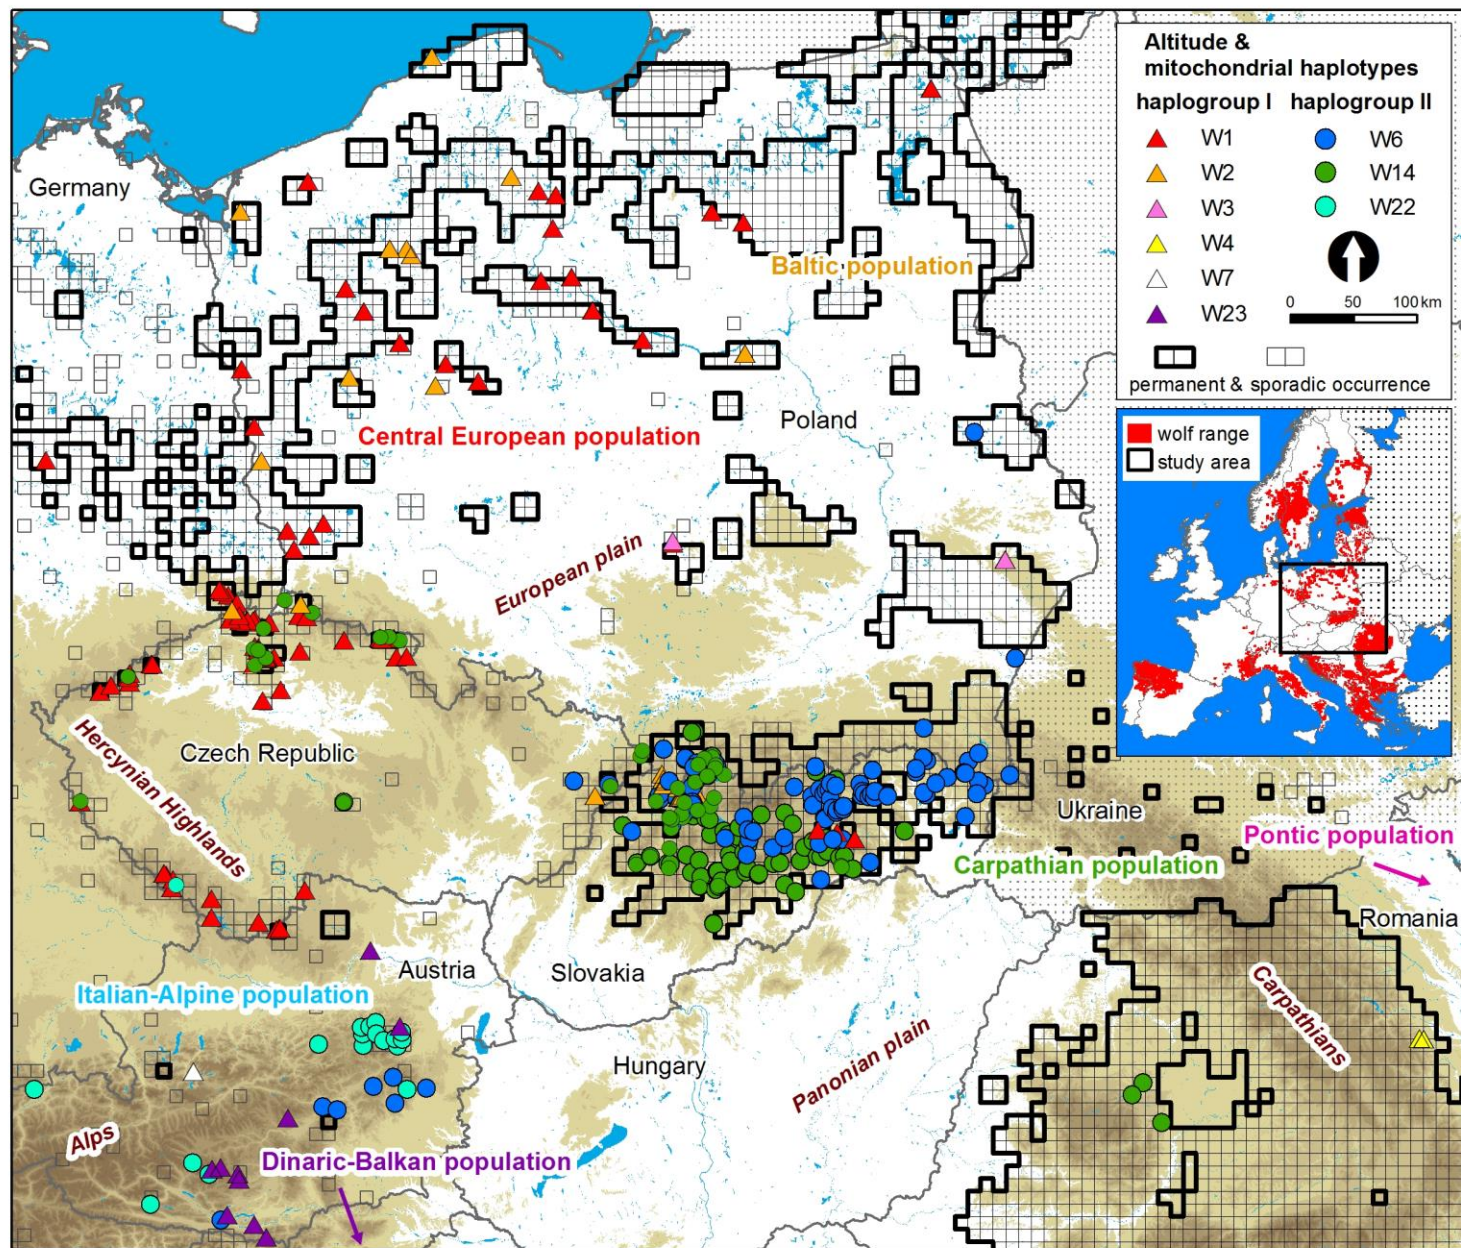 Altitude &
mitochondrial haplotypes
haplogroup I haplogroup II
W1 W6
W2 W14
W3 W22
W4
W7
W23
0 50 100 km
permanent & sporadic occurrence
wolf range
study area
Germany
Baltic population
Poland
Central European population
European plain
Czech Republic
Hercynian Highlands
Ukraine
Pontic population
Carpathian population
Romania
Austria
Slovakia
Italian-Alpine population
Carpathians
Hungary
Panonian plain
Alps
Dinaric-Balkan population